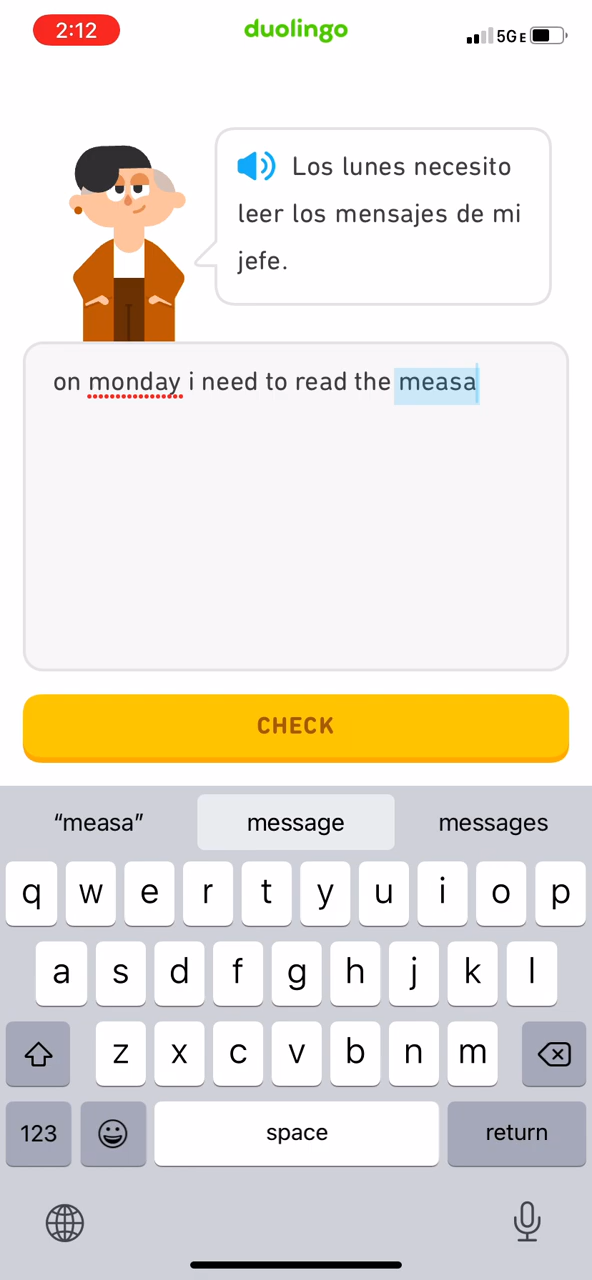 2:12
duolingo
5GE
Los lunes necesito
leer los mensajes de mi
jefe.
on monday i need to read the measa
CHECK
“measa”
message
messages
q w e r t y u i o p
a s d f g h j k l
z x c v b n m
123
space
return